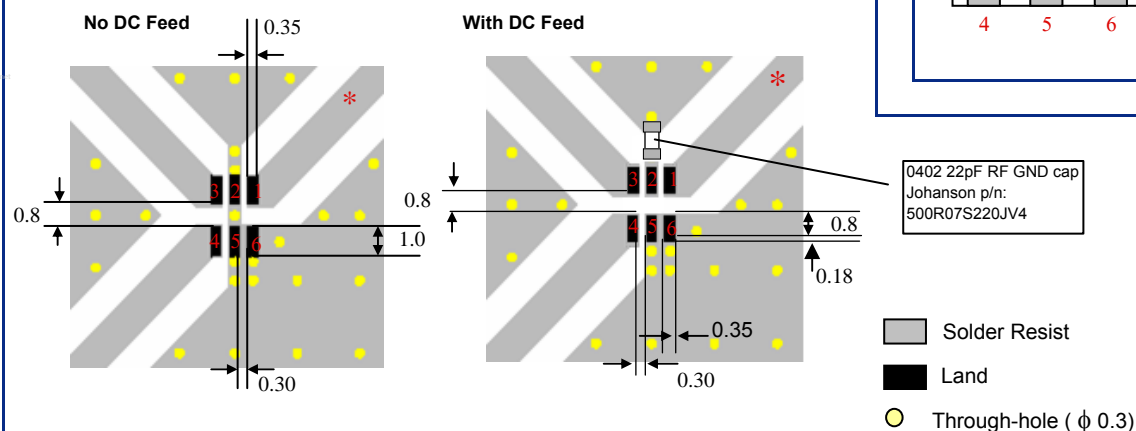 No DC Feed
0.35
*
3 2 1
0.8
4 5 6
1.0
0.30
With DC Feed
*
3 2 1
0.8
4 5 6
0.8
0.18
0.35
0.30
4 5 6
0402 22pF RF GND cap
Johanson p/n:
500R07S220JV4
Solder Resist
Land
Through-hole ( ϕ 0.3)